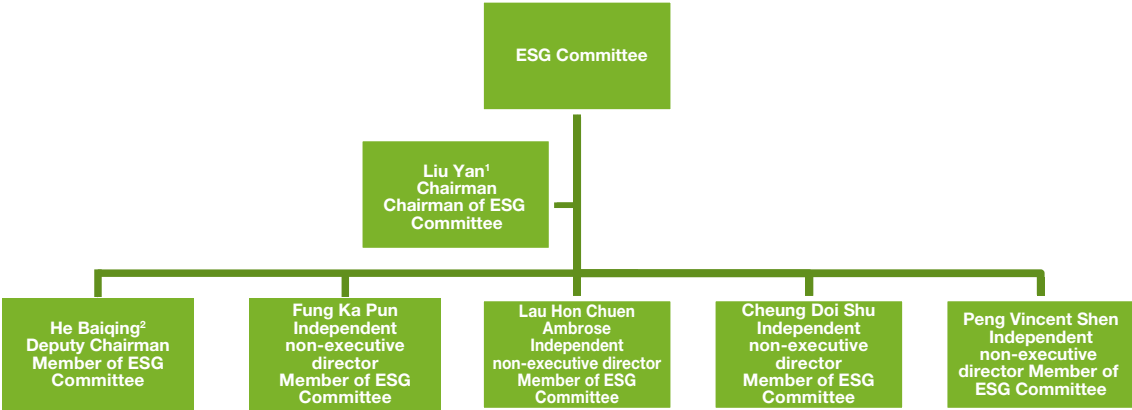 ESG Committee
Liu Yan¹
Chairman
Chairman of ESG
Committee
He Baiqing²
Deputy Chairman
Member of ESG
Committee
Fung Ka Pun
Independent
non-executive
director
Member of ESG
Committee
Lau Hon Chuen
Ambrose
Independent
non-executive director
Member of ESG
Committee
Cheung Doi Shu
Independent
non-executive
director
Member of ESG
Committee
Peng Vincent Shen
Independent
non-executive
director Member of
ESG Committee